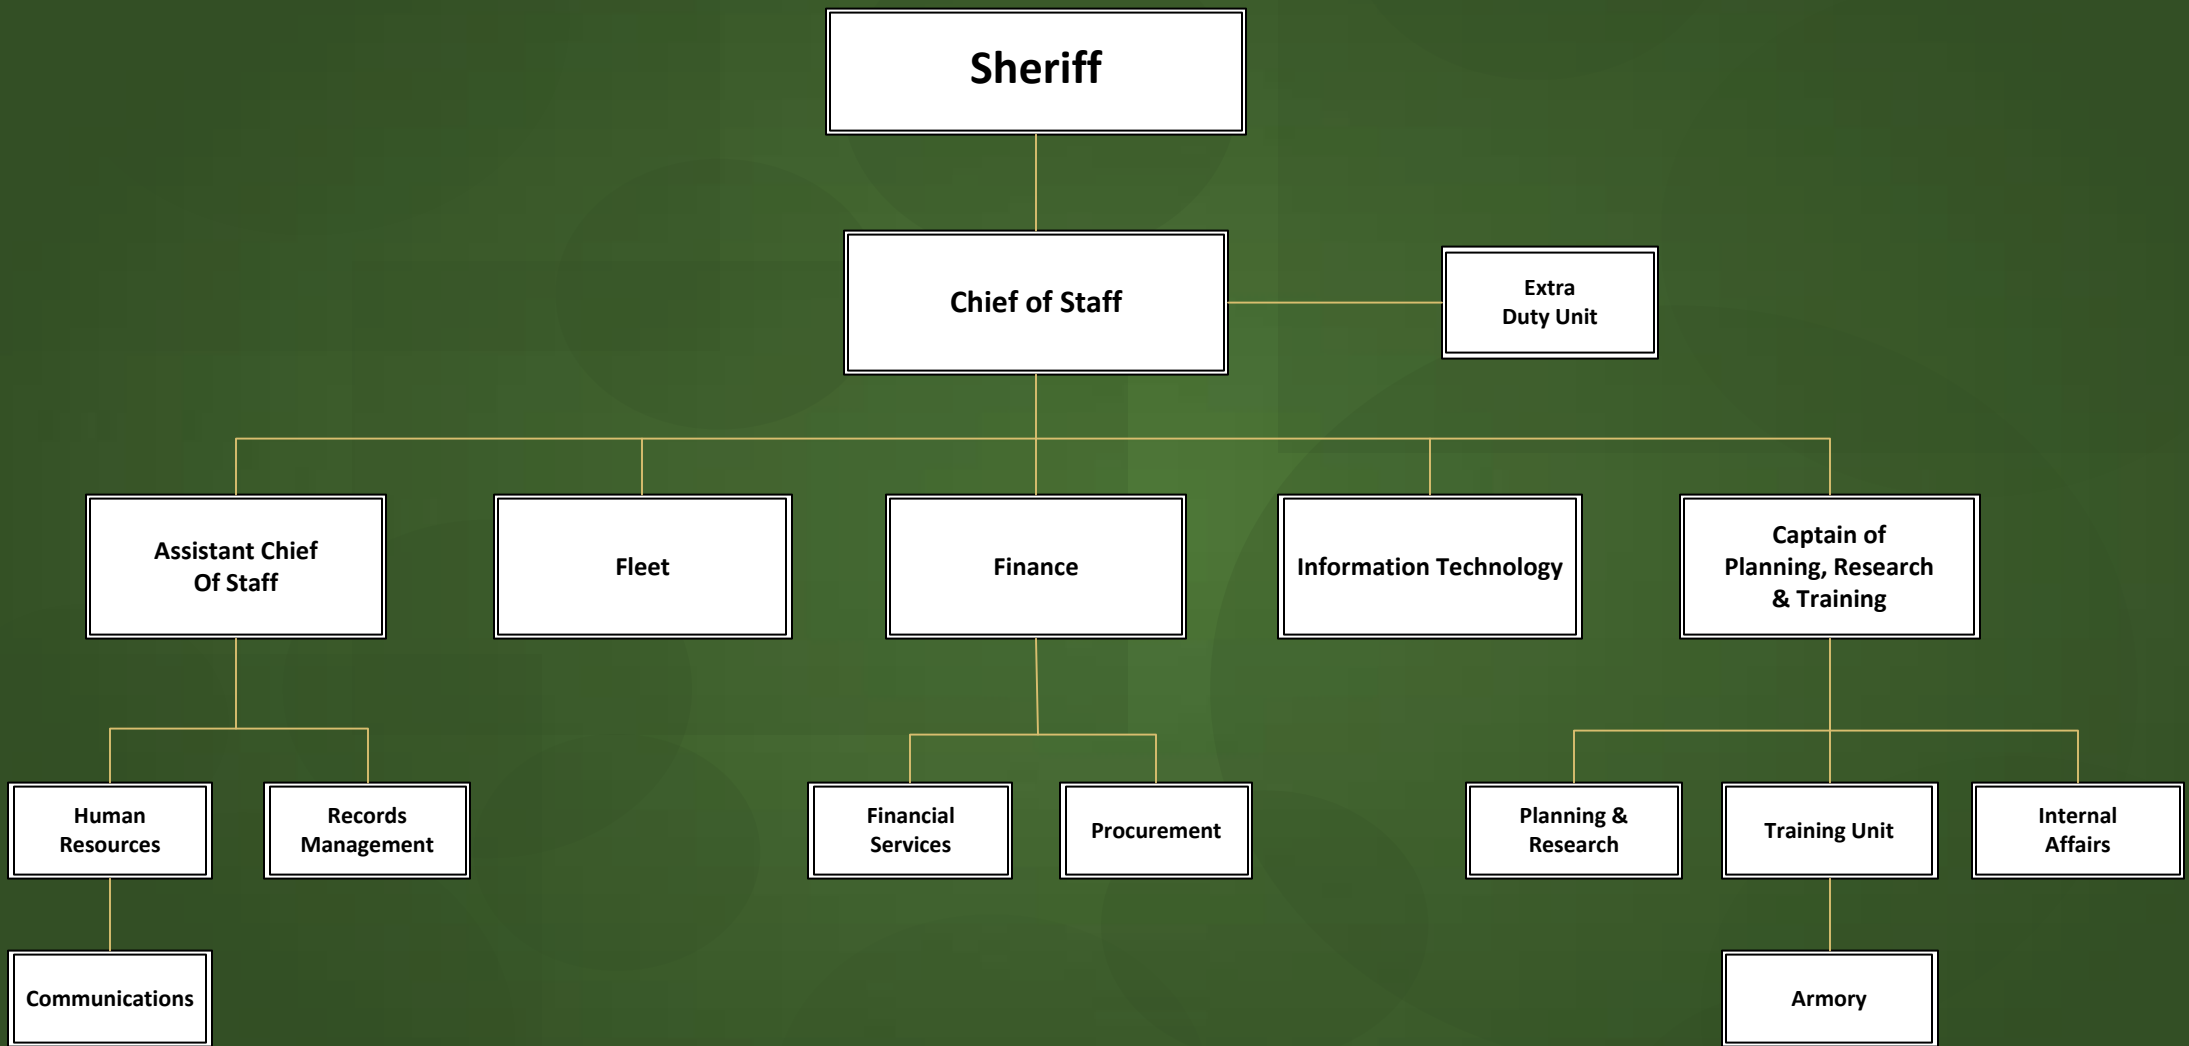 Sheriff
Chief of Staff
Extra
Duty Unit
Assistant Chief
Of Staff
Fleet
Finance
Information Technology
Captain of
Planning, Research
& Training
Human
Resources
Records
Management
Financial
Services
Procurement
Planning &
Research
Training Unit
Internal
Affairs
Communications
Armory